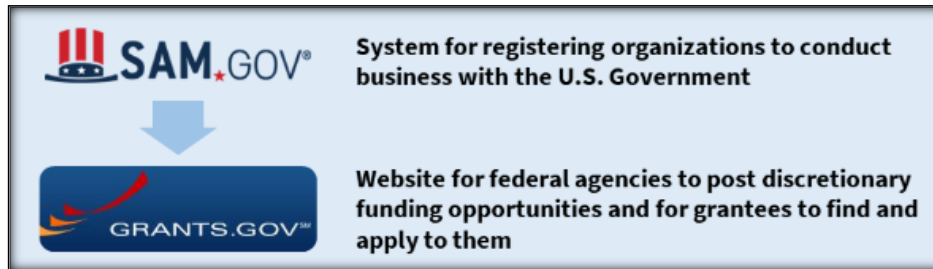 SAM.GOV®
System for registering organizations to conduct
business with the U.S. Government
GRANTS.GOV℠
Website for federal agencies to post discretionary
funding opportunities and for grantees to find and
apply to them